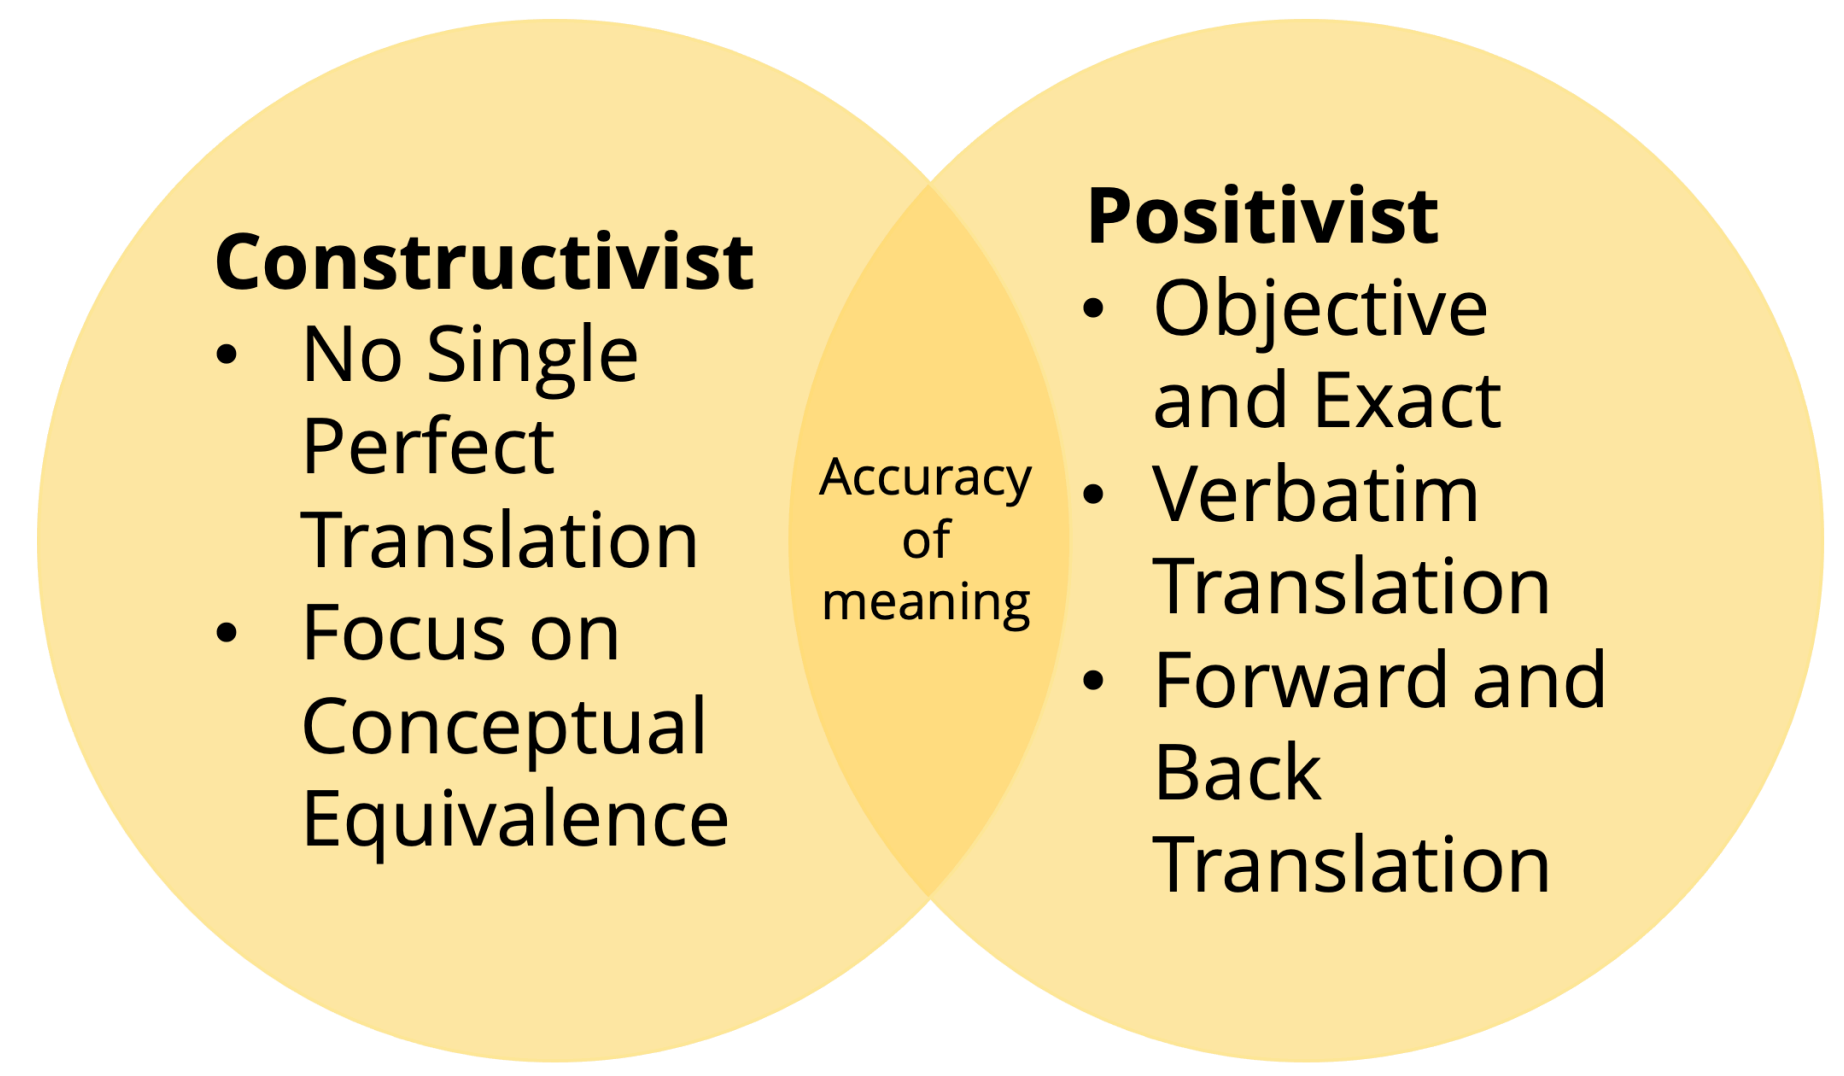 Constructivist
• No Single
Perfect
Translation
• Focus on
Conceptual
Equivalence
Accuracy
of
meaning
Positivist
• Objective
and Exact
• Verbatim
Translation
• Forward and
Back
Translation